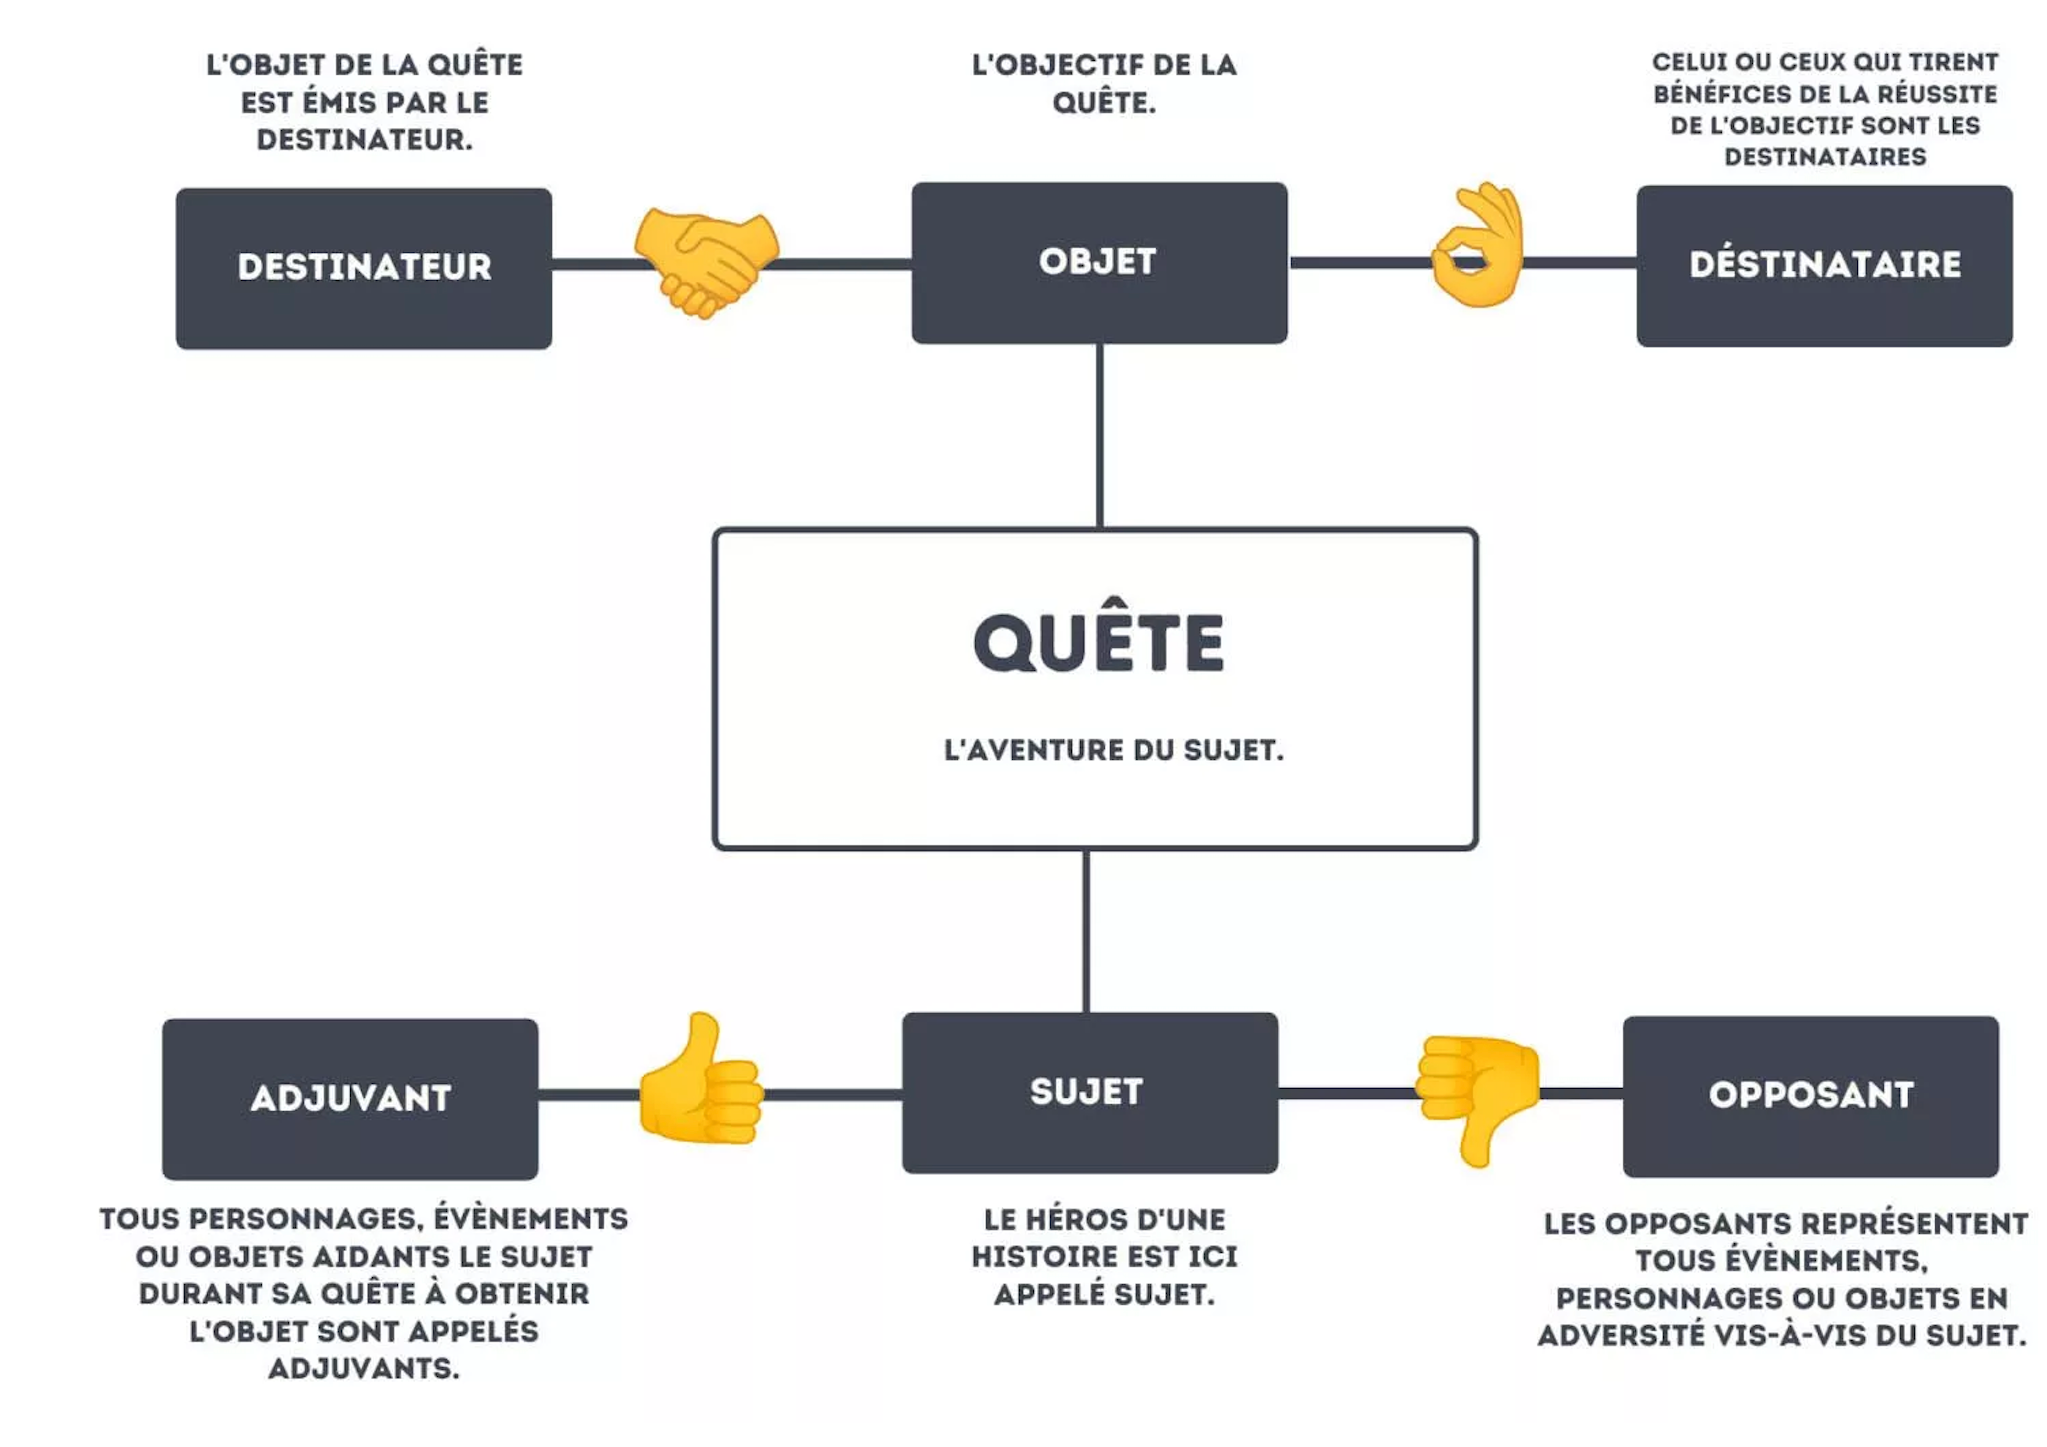 L'OBJET DE LA QUÊTE
EST ÉMIS PAR LE
DESTINATEUR.
L'OBJECTIF DE LA
QUÊTE.
CELUI OU CEUX QUI TIRENT
BÉNÉFICES DE LA RÉUSSITE
DE L'OBJECTIF SONT LES
DESTINATAIRES
DESTINATEUR
OBJET
DÉSTINATAIRE
QUÊTE
L'AVENTURE DU SUJET.
ADJUVANT
SUJET
OPPOSANT
TOUS PERSONNAGES, ÉVÈNEMENTS
OU OBJETS AIDANTS LE SUJET
DURANT SA QUÊTE À OBTENIR
L'OBJET SONT APPELÉS
ADJUVANTS.
LE HÉROS D'UNE
HISTOIRE EST ICI
APPELÉ SUJET.
LES OPPOSANTS REPRÉSENTENT
TOUS ÉVÈNEMENTS,
PERSONNAGES OU OBJETS EN
ADVERSITÉ VIS-À-VIS DU SUJET.